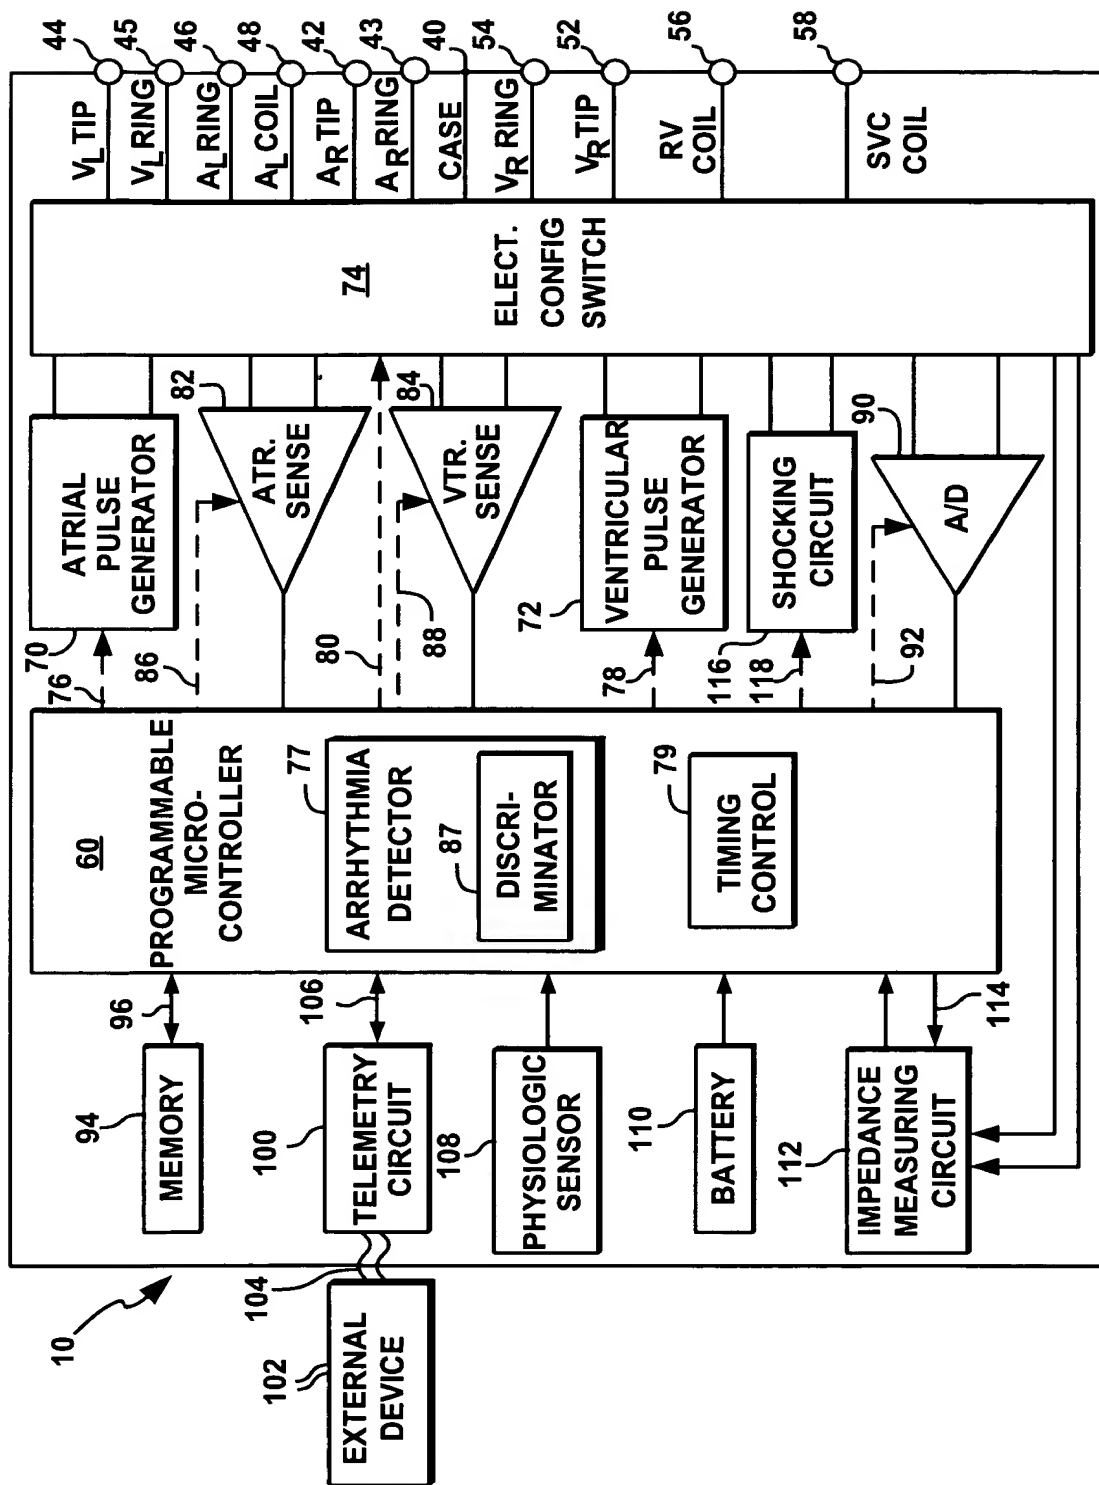 10
44
V_L TIP
45
V_L RING
46
A_L RING
48
A_L COIL
42
A_R TIP
43
A_R RING
40
CASE
54
V_R RING
52
V_R TIP
56
RV
COIL
58
SVC
COIL
74
ELECT.
CONFIG
SWITCH
ATRIAL
PULSE
GENERATOR
70
76
82
ATR.
SENSE
86
80
84
VTR.
SENSE
88
VENTRICULAR
PULSE
GENERATOR
72
78
SHOCKING
CIRCUIT
116
118
90
A/D
92
60
PROGRAMMABLE
MICRO-
CONTROLLER
77
ARRHYTHMIA
DETECTOR
87
DISCRI-
MINATOR
79
TIMING
CONTROL
96
94
MEMORY
106
100
TELEMETRY
CIRCUIT
104
102
EXTERNAL
DEVICE
108
PHYSIOLOGIC
SENSOR
110
BATTERY
114
112
IMPEDANCE
MEASURING
CIRCUIT